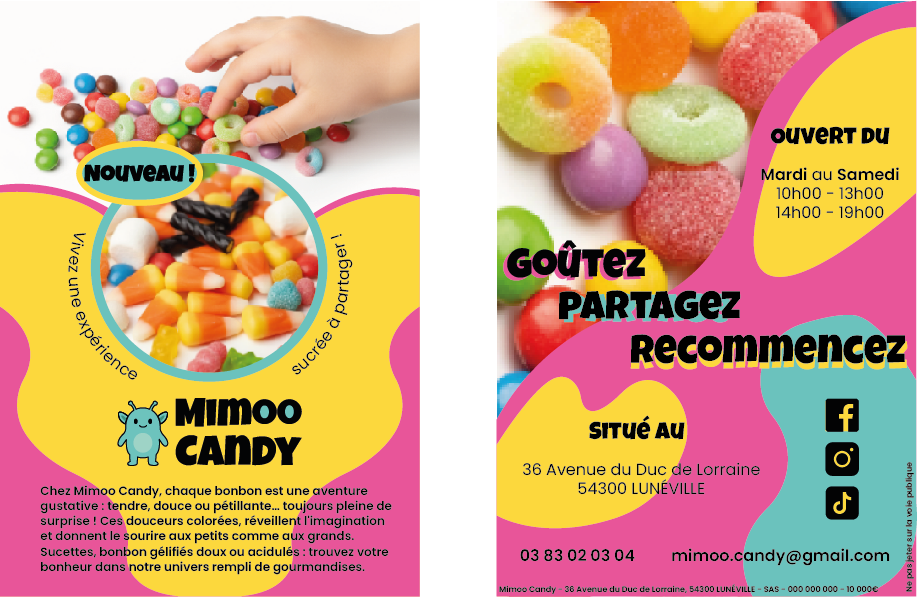 Nouveau !
Vivez une expérience
sucrée à partager !
Mimoo
Candy
Chez Mimoo Candy, chaque bonbon est une aventure
gustative : tendre, douce ou pétillante... toujours pleine de
surprise ! Ces douceurs colorées, réveillent l'imagination
et donnent le sourire aux petits comme aux grands.
Sucettes, bonbon gélifiés doux ou acidulés : trouvez votre
bonheur dans notre univers rempli de gourmandises.
Ouvert du
Mardi au Samedi
10h00 - 13h00
14h00 - 19h00
Goûtez
Partagez
Recommencez
Situé au
36 Avenue du Duc de Lorraine
54300 LUNÉVILLE
03 83 02 03 04
mimoo.candy@gmail.com
Ne pas jeter sur la voie publique
Mimoo Candy - 36 Avenue du Duc de Lorraine, 54300 LUNÉVILLE - SAS - 000 000 000 - 10 000€